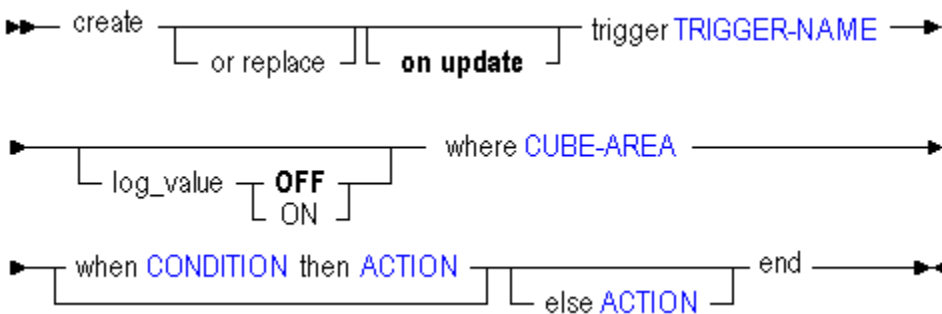 create trigger TRIGGER-NAME
or replace on update
where CUBE-AREA
log_value OFF
ON
when CONDITION then ACTION end
else ACTION